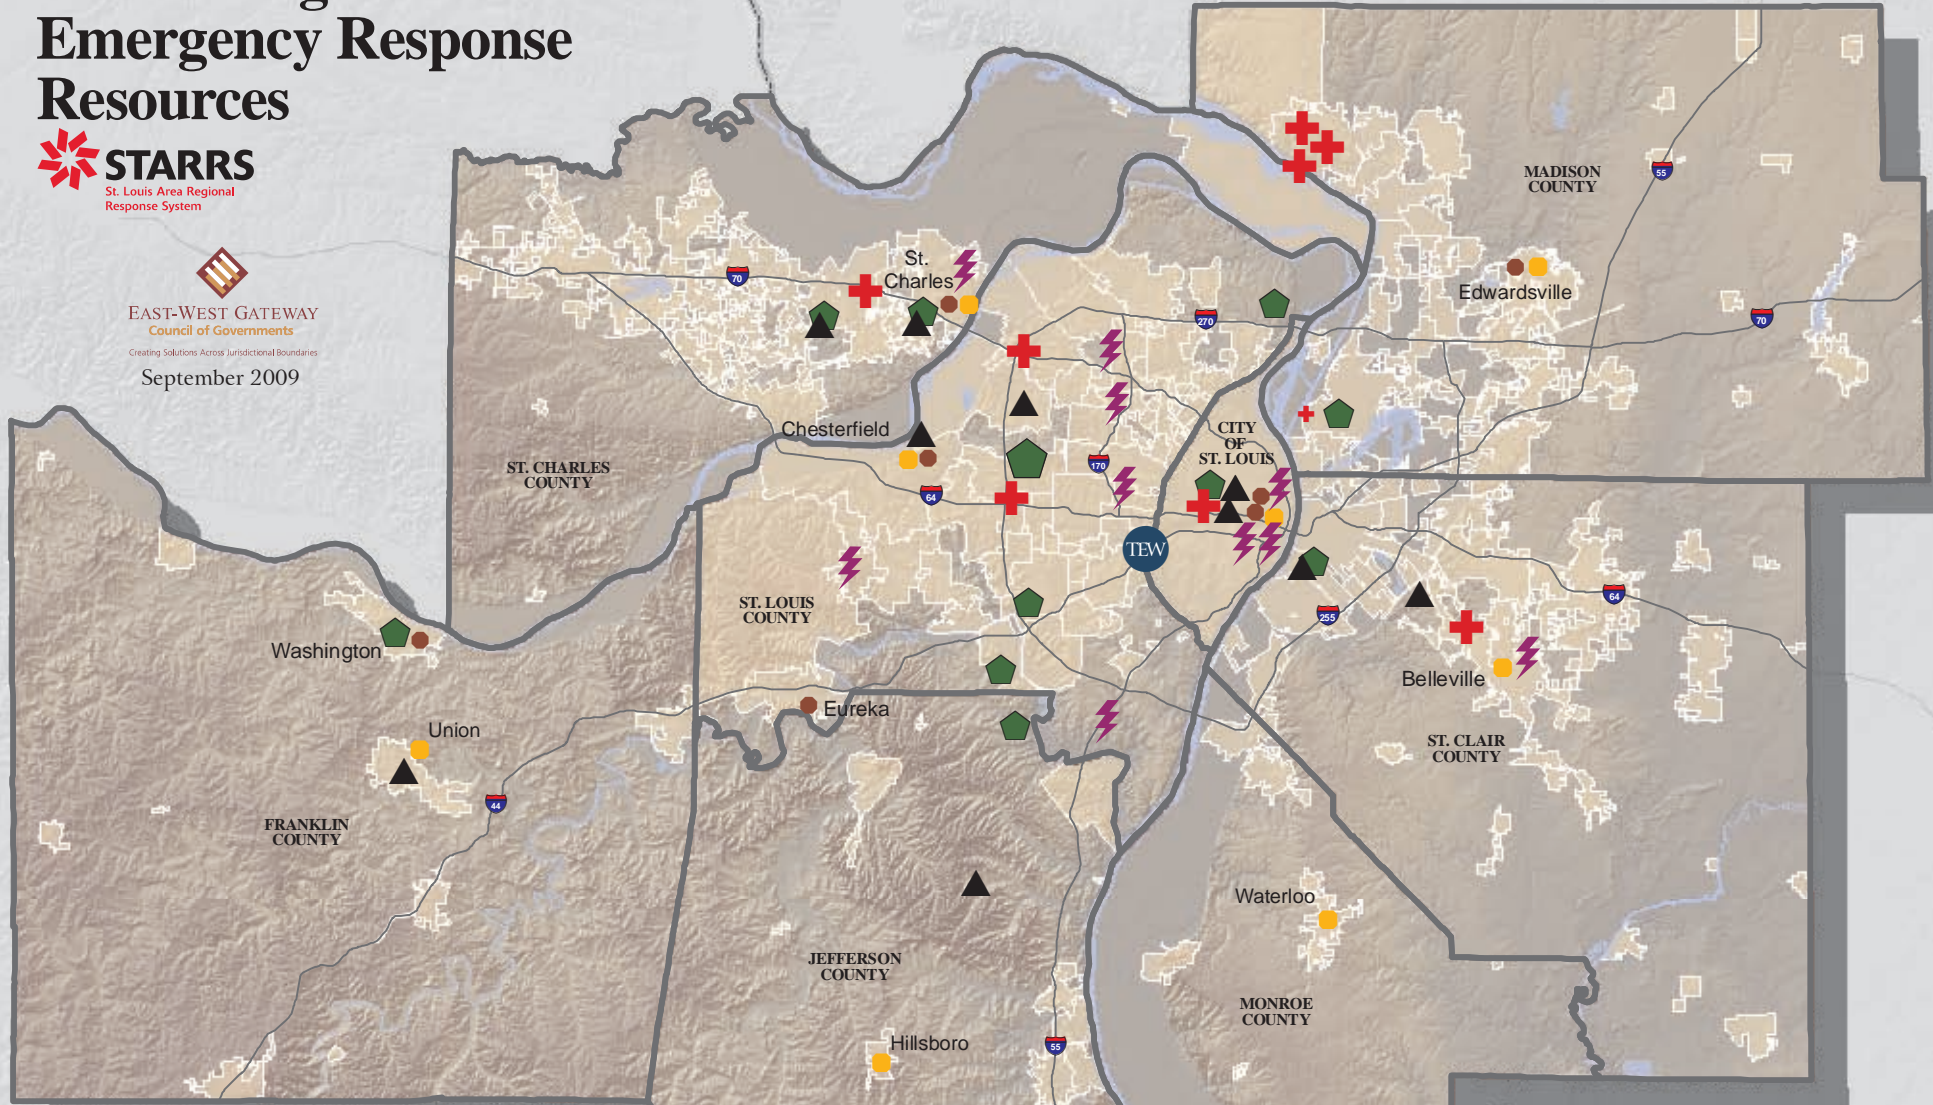 Emergency Response
Resources
STARRS
St. Louis Area Regional
Response System
EAST-WEST GATEWAY
Council of Governments
Creating Solutions Across Jurisdictional Boundaries
September 2009
MADISON
COUNTY
55
St.
Charles
70
Edwardsville
270
70
Chesterfield
CITY
OF
ST. LOUIS
ST. CHARLES
COUNTY
170
64
TEW
64
ST. LOUIS
COUNTY
255
Washington
Belleville
Eureka
Union
ST. CLAIR
COUNTY
44
FRANKLIN
COUNTY
Waterloo
JEFFERSON
COUNTY
MONROE
COUNTY
Hillsboro
55